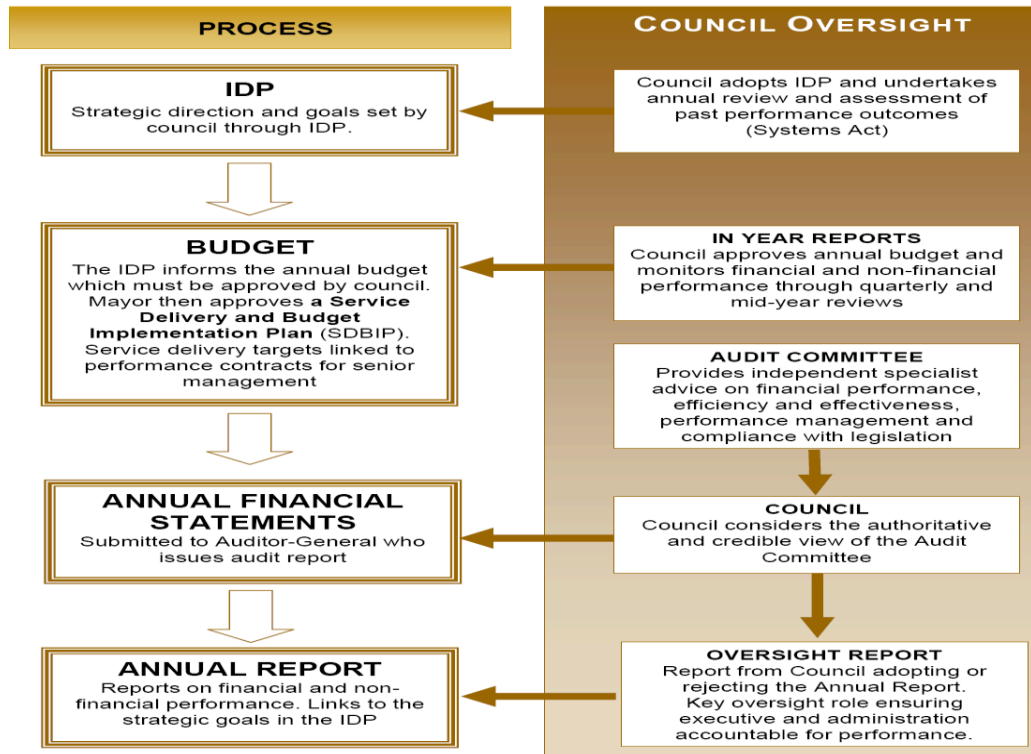 PROCESS
IDP
Strategic direction and goals set by
council through IDP.
BUDGET
The IDP informs the annual budget
which must be approved by council.
Mayor then approves a Service
Delivery and Budget
Implementation Plan (SDBIP).
Service delivery targets linked to
performance contracts for senior
management
ANNUAL FINANCIAL
STATEMENTS
Submitted to Auditor-General who
issues audit report
ANNUAL REPORT
Reports on financial and non-
financial performance. Links to the
strategic goals in the IDP
COUNCIL OVERSIGHT
Council adopts IDP and undertakes
annual review and assessment of
past performance outcomes
(Systems Act)
IN YEAR REPORTS
Council approves annual budget and
monitors financial and non-financial
performance through quarterly and
mid-year reviews
AUDIT COMMITTEE
Provides independent specialist
advice on financial performance,
efficiency and effectiveness,
performance management and
compliance with legislation
COUNCIL
Council considers the authoritative
and credible view of the Audit
Committee
OVERSIGHT REPORT
Report from Council adopting or
rejecting the Annual Report.
Key oversight role ensuring
executive and administration
accountable for performance.